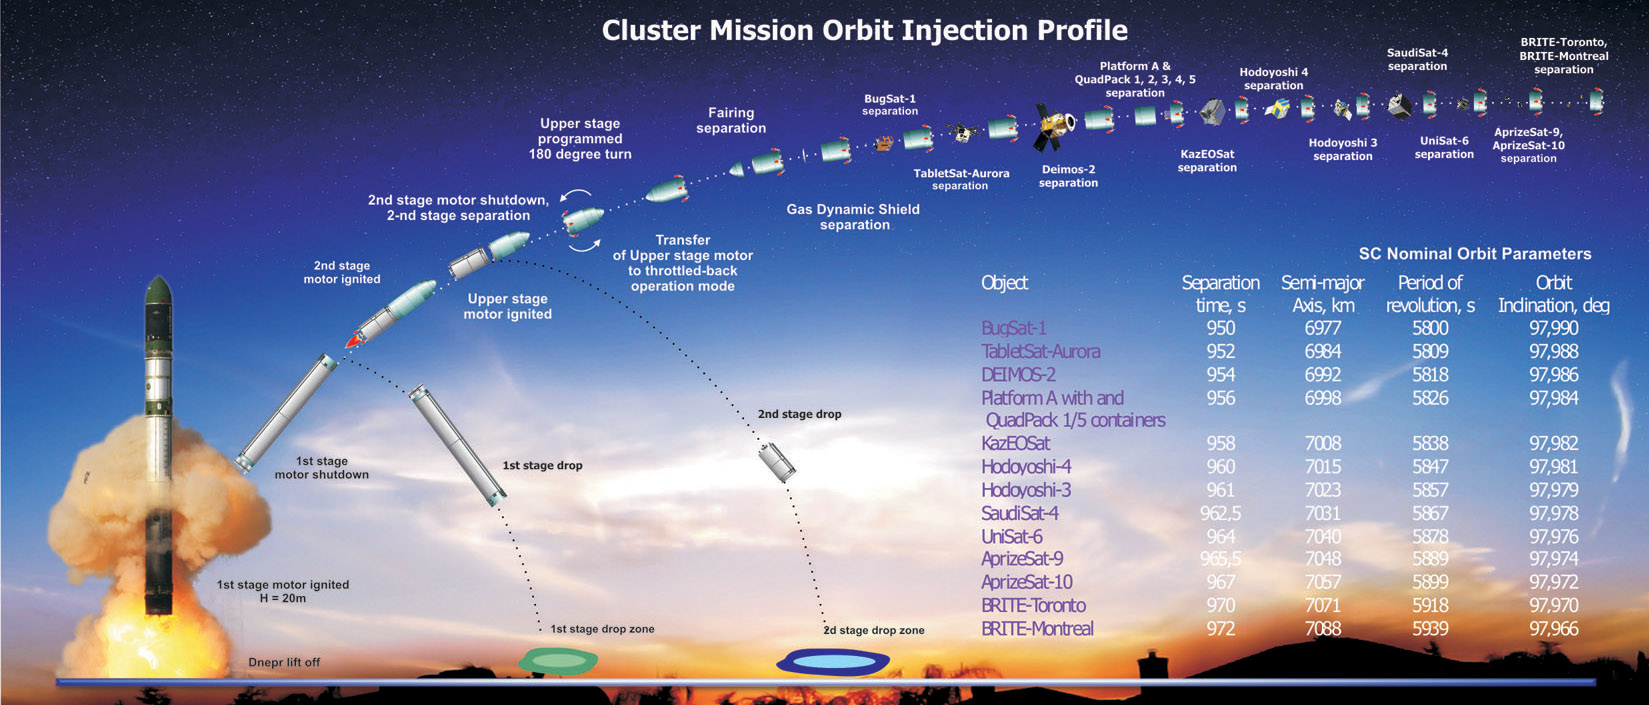 Cluster Mission Orbit Injection Profile
BRITE-Toronto,
BRITE-Montreal
separation
SaudiSat-4
separation
Platform A &
QuadPack 1, 2, 3, 4, 5
separation
Hodoyoshi 4
separation
BugSat-1
separation
Fairing
separation
Upper stage
programmed
180 degree turn
AprizeSat-9,
AprizeSat-10
separation
UniSat-6
separation
Hodoyoshi 3
separation
KazEOSat
separation
Deimos-2
separation
TabletSat-Aurora
separation
Gas Dynamic Shield
separation
2nd stage motor shutdown,
2-nd stage separation
Transfer
of Upper stage motor
to throttled-back
operation mode
2nd stage
motor ignited
Upper stage
motor ignited
2nd stage drop
1st stage
motor shutdown
1st stage drop
1st stage motor ignited
H = 20m
1st stage drop zone
2d stage drop zone
Dnepr lift off
SC Nominal Orbit Parameters
Object Separation time, s Semi-major Axis, km Period of revolution, s Orbit Inclination, deg
BugSat-1 950 6977 5800 97,990
TabletSat-Aurora 952 6984 5809 97,988
DEIMOS-2 954 6992 5818 97,986
Platform A with and 956 6998 5826 97,984
QuadPack 1/5 containers
KazEOSat 958 7008 5838 97,982
Hodoyoshi-4 960 7015 5847 97,981
Hodoyoshi-3 961 7023 5857 97,979
SaudiSat-4 962,5 7031 5867 97,978
UniSat-6 964 7040 5878 97,976
AprizeSat-9 965,5 7048 5889 97,974
AprizeSat-10 967 7057 5899 97,972
BRITE-Toronto 970 7071 5918 97,970
BRITE-Montreal 972 7088 5939 97,966